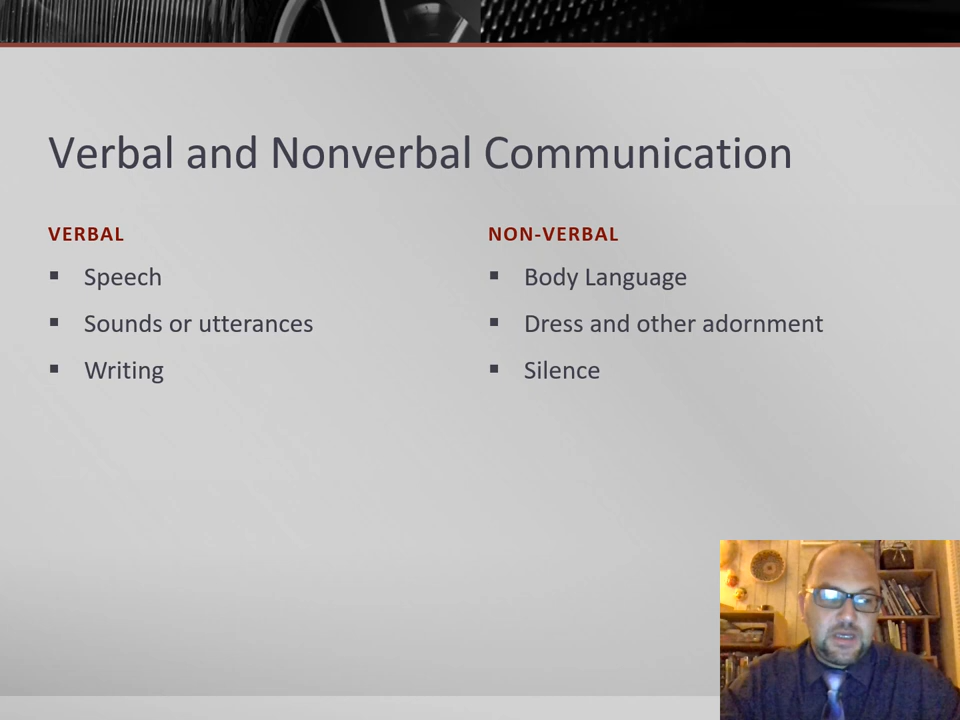 Verbal and Nonverbal Communication
VERBAL
▪ Speech
▪ Sounds or utterances
▪ Writing
NON-VERBAL
▪ Body Language
▪ Dress and other adornment
▪ Silence